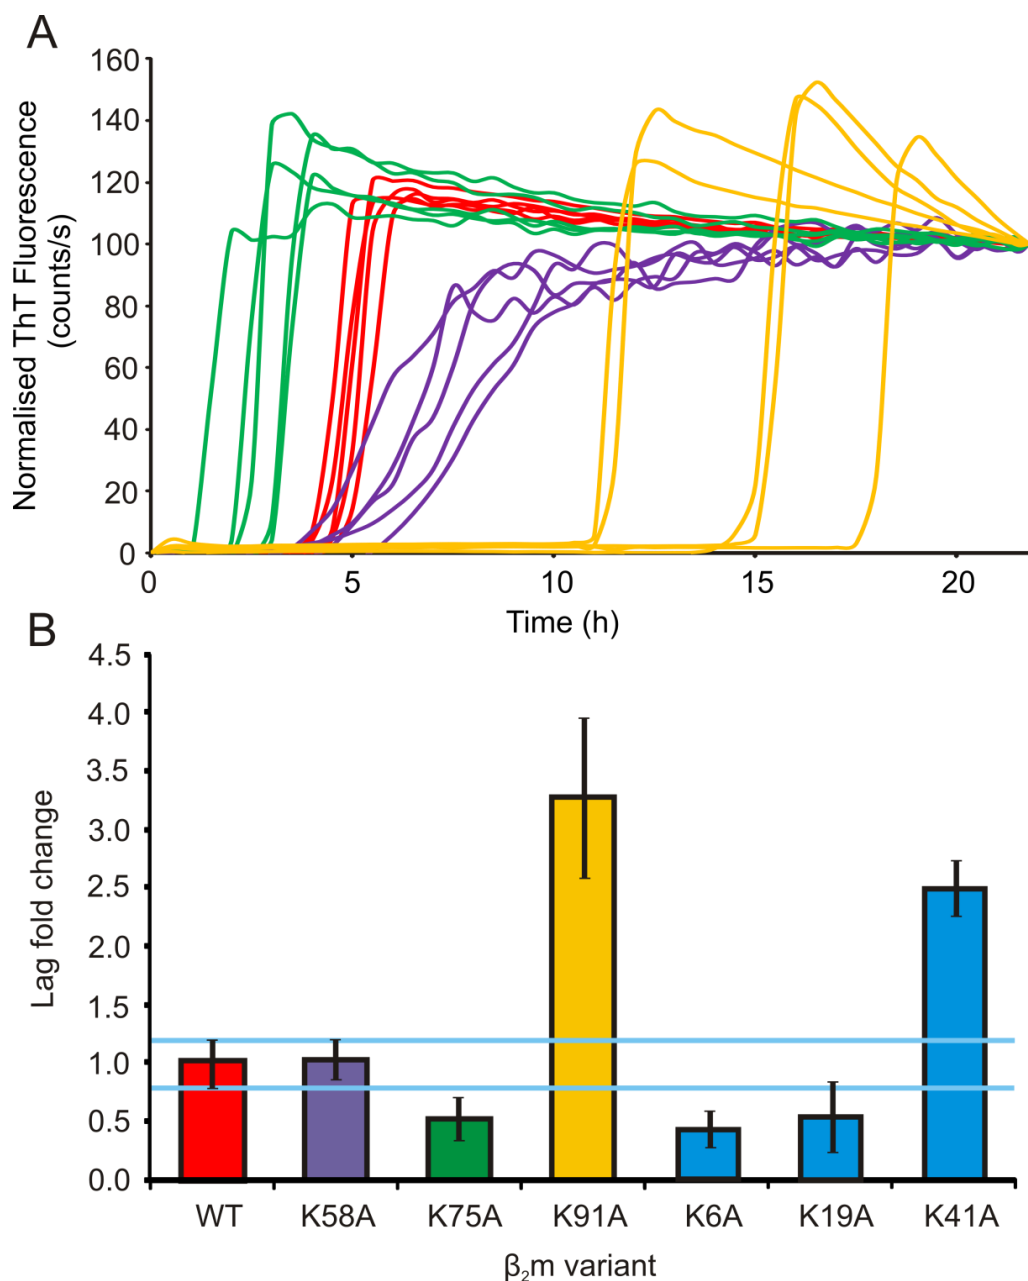 A
Normalised ThT Fluorescence
(counts/s)
160
140
120
100
80
60
40
20
0
0 5 10 15 20
Time (h)
B
Lag fold change
4.5
4.0
3.5
3.0
2.5
2.0
1.5
1.0
0.5
0.0
WT K58A K75A K91A K6A K19A K41A
β₂m variant